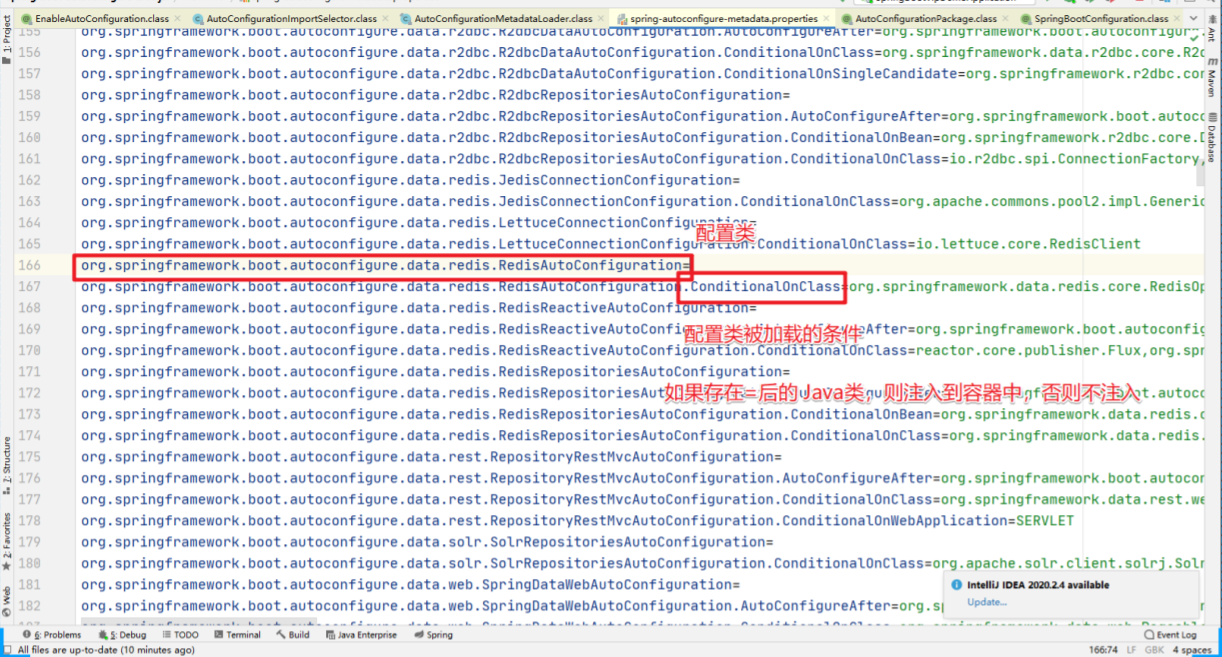 EnableAutoConfiguration.class AutoConfigurationImportSelector.class AutoConfigurationMetadataLoader.class spring-autoconfigure-metadata.properties AutoConfigurationPackage.class SpringBootConfiguration.class
1: Project
Ant
Maven
Database
155 org.springframework.boot.autoconfigure.data.r2dbc.R2dbcDataAutoConfiguration.AutoConfigureAfter=org.springframework.boot.autoconfigur
156 org.springframework.boot.autoconfigure.data.r2dbc.R2dbcDataAutoConfiguration.ConditionalOnClass=org.springframework.data.r2dbc.core.R2d
157 org.springframework.boot.autoconfigure.data.r2dbc.R2dbcDataAutoConfiguration.ConditionalOnSingleCandidate=org.springframework.r2dbc.cor
158 org.springframework.boot.autoconfigure.data.r2dbc.R2dbcRepositoriesAutoConfiguration=
159 org.springframework.boot.autoconfigure.data.r2dbc.R2dbcRepositoriesAutoConfiguration.AutoConfigureAfter=org.springframework.boot.autoco
160 org.springframework.boot.autoconfigure.data.r2dbc.R2dbcRepositoriesAutoConfiguration.ConditionalOnBean=org.springframework.r2dbc.core.D
161 org.springframework.boot.autoconfigure.data.r2dbc.R2dbcRepositoriesAutoConfiguration.ConditionalOnClass=io.r2dbc.spi.ConnectionFactory,
162 org.springframework.boot.autoconfigure.data.redis.JedisConnectionConfiguration=
163 org.springframework.boot.autoconfigure.data.redis.JedisConnectionConfiguration.ConditionalOnClass=org.apache.commons.pool2.impl.Generic
164 org.springframework.boot.autoconfigure.data.redis.LettuceConnectionConfiguration=
配置类
165 org.springframework.boot.autoconfigure.data.redis.LettuceConnectionConfiguration.ConditionalOnClass=io.lettuce.core.RedisClient
166 org.springframework.boot.autoconfigure.data.redis.RedisAutoConfiguration=
167 org.springframework.boot.autoconfigure.data.redis.RedisAutoConfiguration.ConditionalOnClass=org.springframework.data.redis.core.RedisOp
168 org.springframework.boot.autoconfigure.data.redis.RedisReactiveAutoConfiguration=
169 org.springframework.boot.autoconfigure.data.redis.RedisReactiveAutoConfi After=org.springframework.boot.autoconfig
配置类被加载的条件
170 org.springframework.boot.autoconfigure.data.redis.RedisReactiveAutoConfiguration.ConditionalOnClass=reactor.core.publisher.Flux,org.spr
171 org.springframework.boot.autoconfigure.data.redis.RedisRepositoriesAutoConfiguration=
172 org.springframework.boot.autoconfigure.data.redis.RedisRepositoriesAuto
如果存在=后的Java类，则注入到容器中，否则不注入
173 org.springframework.boot.autoconfigure.data.redis.RedisRepositoriesAutoConfiguration.ConditionalOnBean=org.springframework.data.redis.c
174 org.springframework.boot.autoconfigure.data.redis.RedisRepositoriesAutoConfiguration.ConditionalOnClass=org.springframework.data.redis.
175 org.springframework.boot.autoconfigure.data.rest.RepositoryRestMvcAutoConfiguration=
176 org.springframework.boot.autoconfigure.data.rest.RepositoryRestMvcAutoConfiguration.AutoConfigureAfter=org.springframework.boot.autocon
177 org.springframework.boot.autoconfigure.data.rest.RepositoryRestMvcAutoConfiguration.ConditionalOnClass=org.springframework.data.rest.we
178 org.springframework.boot.autoconfigure.data.rest.RepositoryRestMvcAutoConfiguration.ConditionalOnWebApplication=SERVLET
179 org.springframework.boot.autoconfigure.data.solr.SolrRepositoriesAutoConfiguration=
180 org.springframework.boot.autoconfigure.data.solr.SolrRepositoriesAutoConfiguration.ConditionalOnClass=org.apache.solr.client.solrj.Solr
181 org.springframework.boot.autoconfigure.data.web.SpringDataWebAutoConfiguration=
182 org.springframework.boot.autoconfigure.data.web.SpringDataWebAutoConfiguration.AutoConfigureAfter=org.s
IntelliJ IDEA 2020.2.4 available
Update...
Z: Structure
2: Favorites
Web
6: Problems 5: Debug TODO Terminal Build Java Enterprise Spring Event Log
All files are up-to-date (10 minutes ago) 166:74 LF GBK 4 spaces